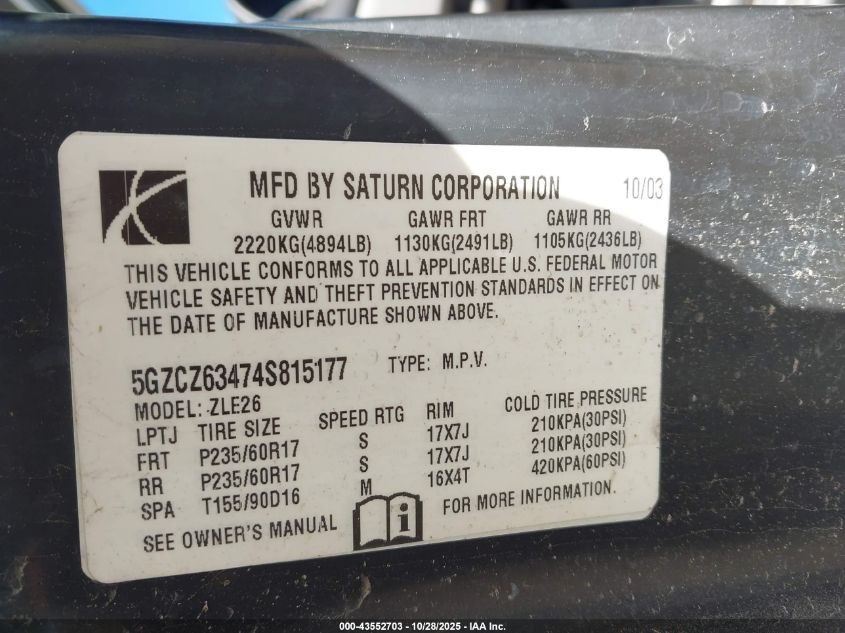 MFD BY SATURN CORPORATION 10/03
GVWR GAWR FRT GAWR RR
2220KG(4894LB) 1130KG(2491LB) 1105KG(2436LB)
THIS VEHICLE CONFORMS TO ALL APPLICABLE U.S. FEDERAL MOTOR
VEHICLE SAFETY AND THEFT PREVENTION STANDARDS IN EFFECT ON
THE DATE OF MANUFACTURE SHOWN ABOVE.
5GZCZ63474S815177 TYPE: M.P.V.
MODEL: ZLE26
LPTJ TIRE SIZE SPEED RTG RIM COLD TIRE PRESSURE
FRT P235/60R17 S 17X7J 210KPA(30PSI)
RR P235/60R17 S 17X7J 210KPA(30PSI)
SPA T155/90D16 M 16X4T 420KPA(60PSI)
SEE OWNER'S MANUAL i FOR MORE INFORMATION.
000-43552703 | 10/28/2025 - IAA Inc.